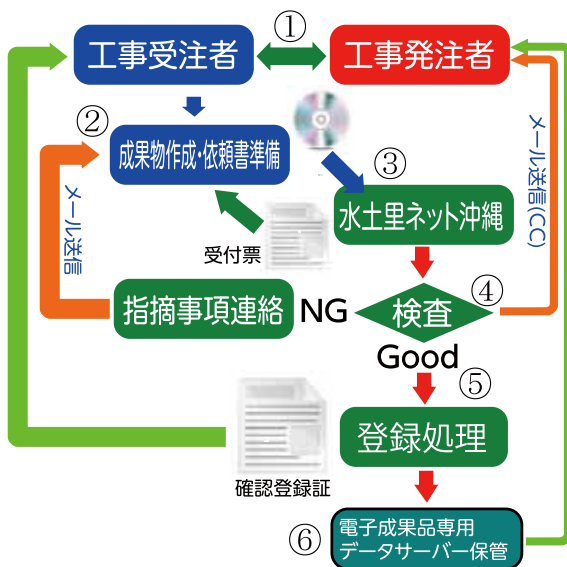 ①
工事受注者
工事発注者
②
成果物作成・依頼書準備
③
メール送信(CC)
メール送信
受付票
水土里ネット沖縄
指摘事項連絡
NG
検査
④
Good
⑤
登録処理
確認登録証
⑥
電子成果品専用
データサーバー保管